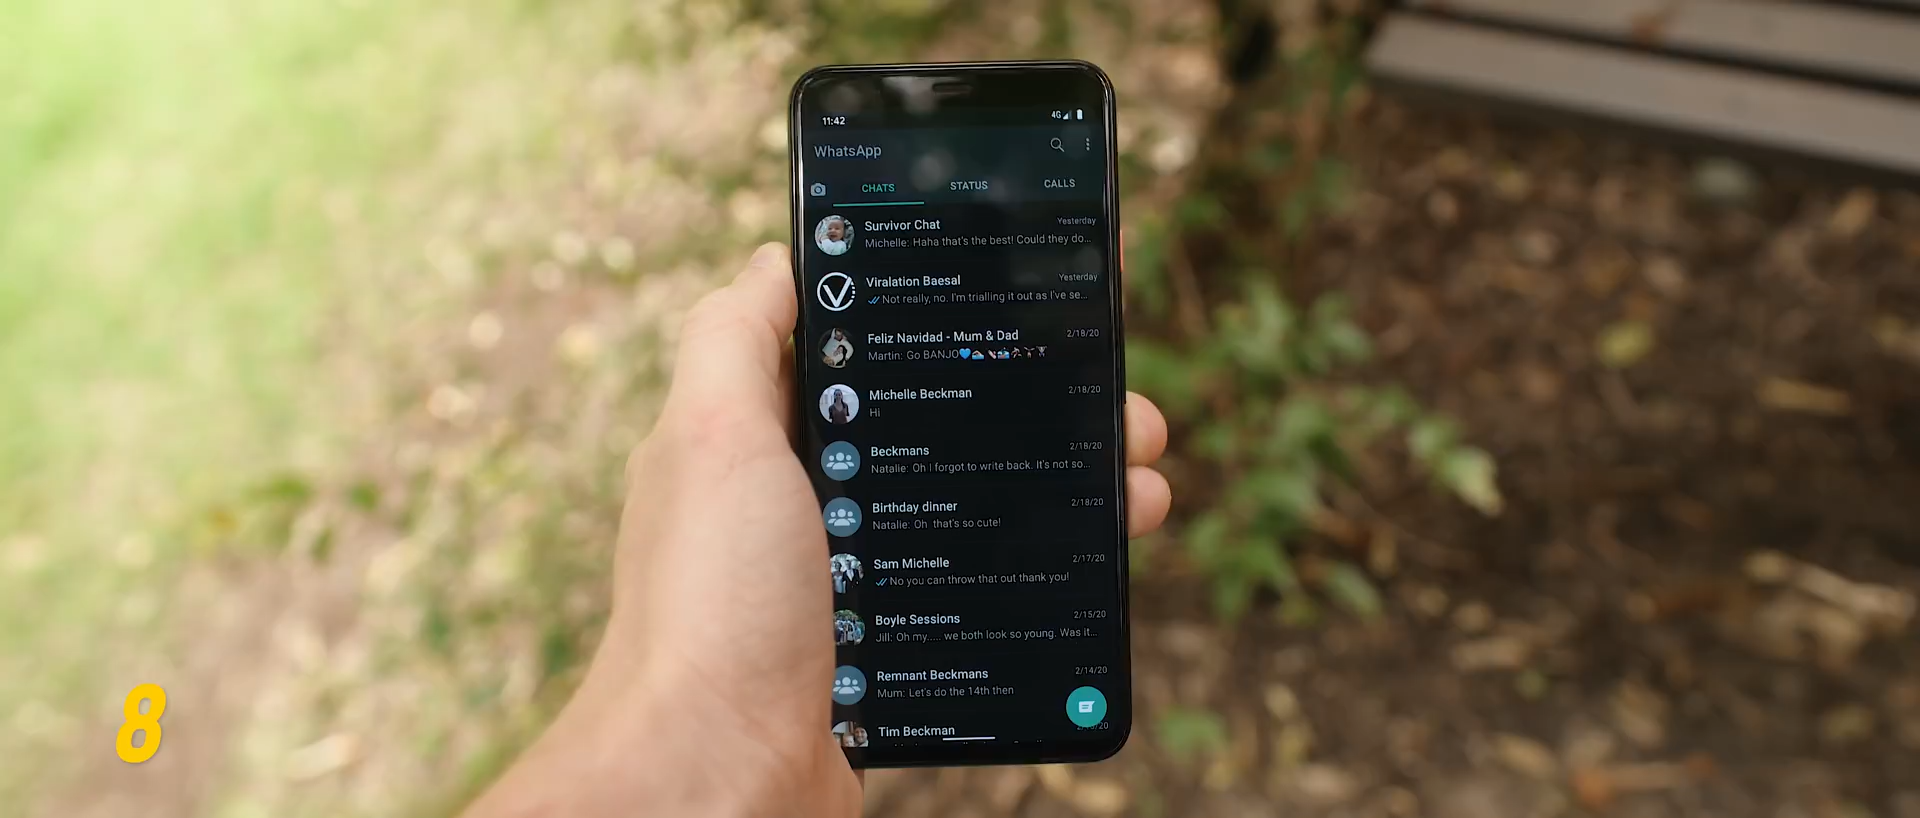 11:42
4G
WhatsApp
CHATS STATUS CALLS
Survivor Chat Yesterday
Michelle: Haha that's the best! Could they do...
Viralation Baesal Yesterday
Not really, no. I'm trialling it out as I've se...
Feliz Navidad - Mum & Dad 2/18/20
Martin: Go BANJO
Michelle Beckman 2/18/20
Hi
Beckmans 2/18/20
Natalie: Oh I forgot to write back. It's not so...
Birthday dinner 2/18/20
Natalie: Oh that's so cute!
Sam Michelle 2/17/20
No you can throw that out thank you!
Boyle Sessions 2/15/20
Jill: Oh my..... we both look so young. Was it...
Remnant Beckmans 2/14/20
Mum: Let's do the 14th then
Tim Beckman
8